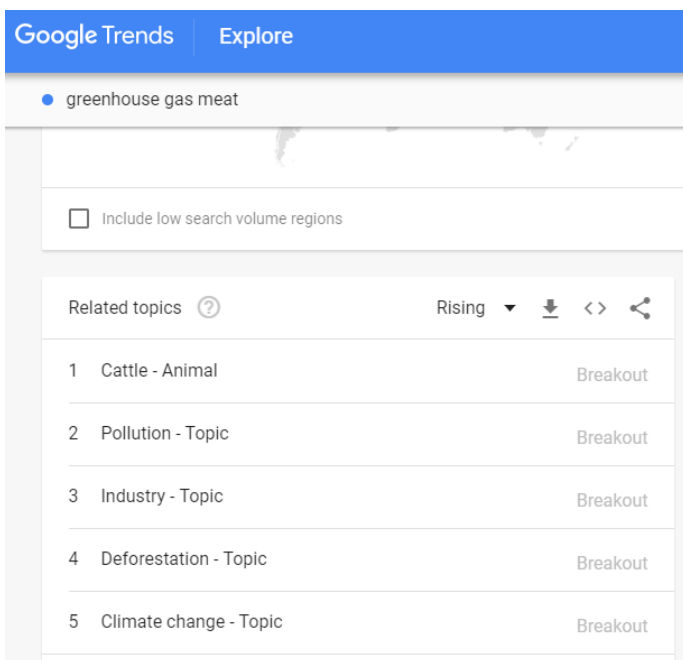 Google Trends Explore
greenhouse gas meat
Include low search volume regions
Related topics ? Rising
1 Cattle - Animal Breakout
2 Pollution - Topic Breakout
3 Industry - Topic Breakout
4 Deforestation - Topic Breakout
5 Climate change - Topic Breakout